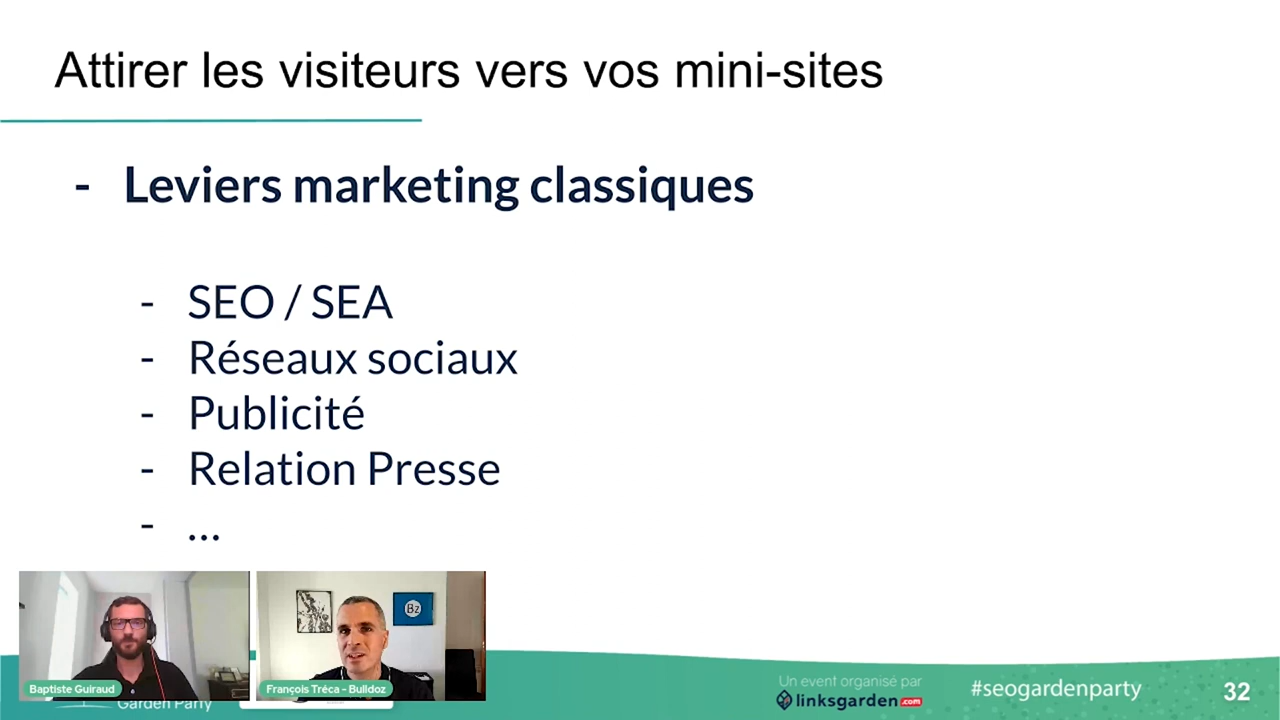 Attirer les visiteurs vers vos mini-sites
- Leviers marketing classiques
- SEO / SEA
- Réseaux sociaux
- Publicité
- Relation Presse
- ...
Bz
Baptiste Guiraud
François Tréca - Bulldoz
Garden Party
Un event organisé par
linksgarden.com
#seogardenparty
32